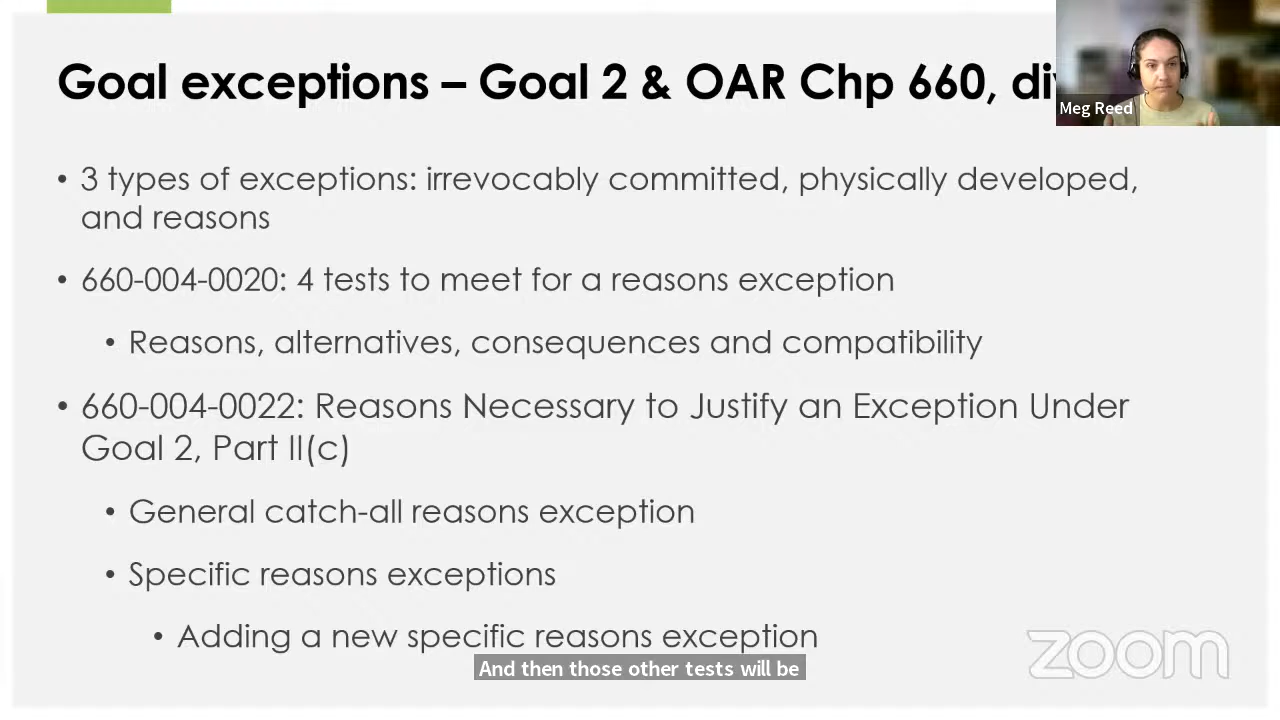 Goal exceptions – Goal 2 & OAR Chp 660, di
Meg Reed
• 3 types of exceptions: irrevocably committed, physically developed,
and reasons
• 660-004-0020: 4 tests to meet for a reasons exception
• Reasons, alternatives, consequences and compatibility
• 660-004-0022: Reasons Necessary to Justify an Exception Under
Goal 2, Part II(c)
• General catch-all reasons exception
• Specific reasons exceptions
• Adding a new specific reasons exception
And then those other tests will be
zoom